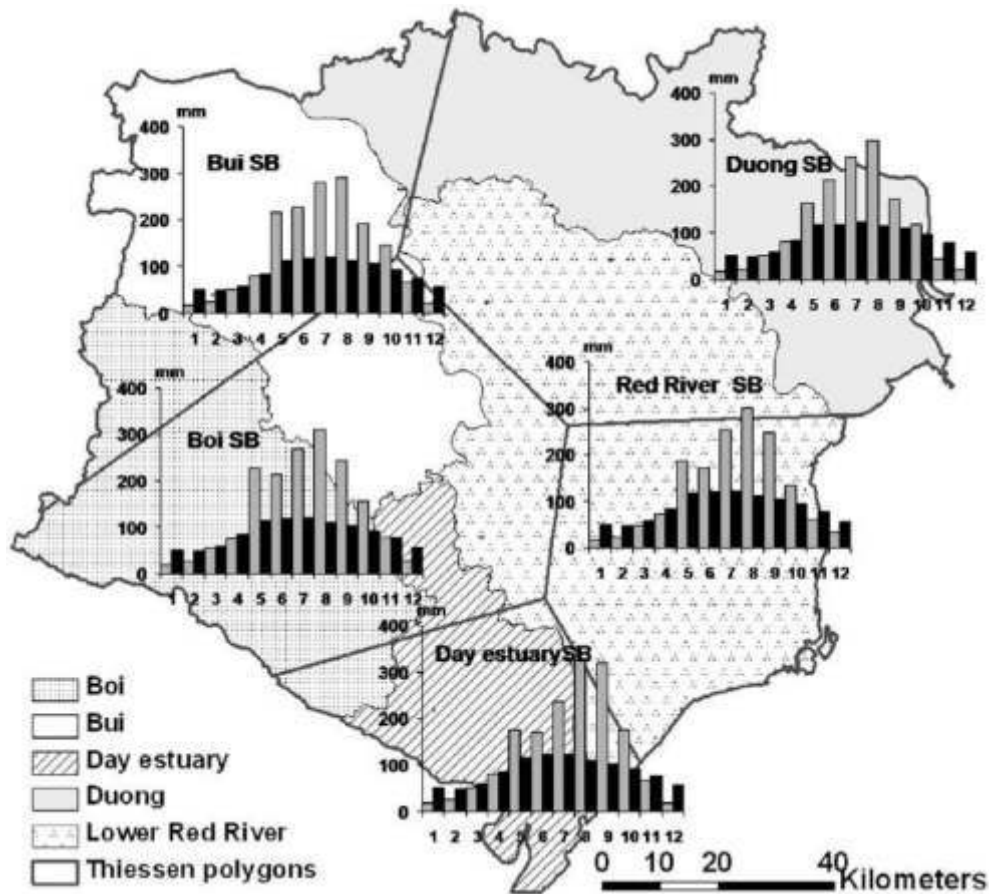 mm
400
300
200
100
0
Bui SB
1 2 3 4 5 6 7 8 9 10 11 12
mm
400
300
200
100
0
Duong SB
1 2 3 4 5 6 7 8 9 10 11 12
mm
400
300
200
100
0
Boi SB
1 2 3 4 5 6 7 8 9 10 11 12
400
300
200
100
0
Red River SB
1 2 3 4 5 6 7 8 9 10 11 12
mm
400
300
200
100
0
Day estuary SB
1 2 3 4 5 6 7 8 9 10 11 12
Boi
Bui
Day estuary
Duong
Lower Red River
Thiessen polygons
0 10 20 40
Kilometers